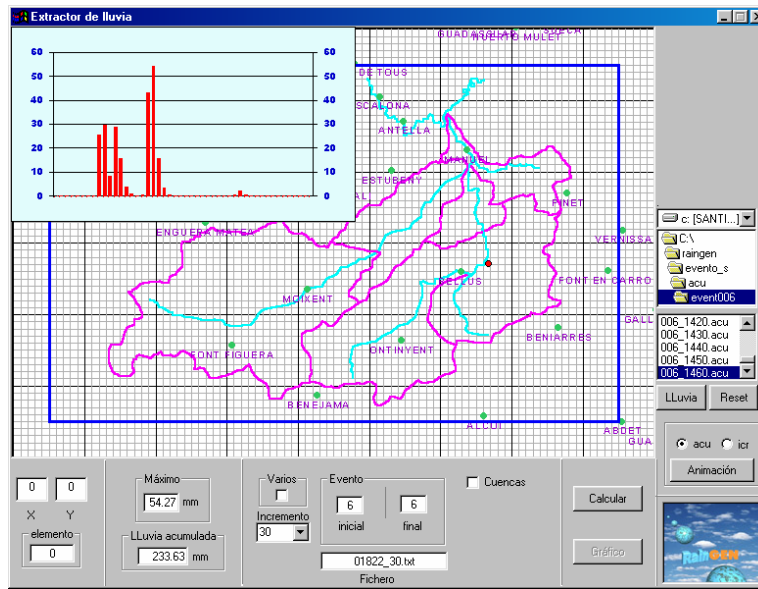 Extractor de lluvia
60
50
40
30
20
10
0
60
50
40
30
20
10
0
HUERTO MULET
DE TOUS
ANTELLA
MANUEL
ESTUBENY
AL
PINET
ENGUERA MATEA
VERNISSA
BELLUS
FONT EN CARRO
MOIXENT
GALL
BENIARRES
ONTINYENT
FONT FIGUERA
BENEJAMA
ALCOI
ABDET
GUA
c: [SANTI...]
C:\
raingen
evento_s
acu
event006
006_1420.acu
006_1430.acu
006_1440.acu
006_1450.acu
006_1460.acu
LLuvia
Reset
acu
icr
Animación
0
0
X
Y
elemento
0
Máximo
54.27 mm
LLuvia acumulada
233.63 mm
Varios
Incremento
30
Evento
6
6
inicial
final
01822_30.txt
Fichero
Cuencas
Calcular
Gráfico
RainGEN